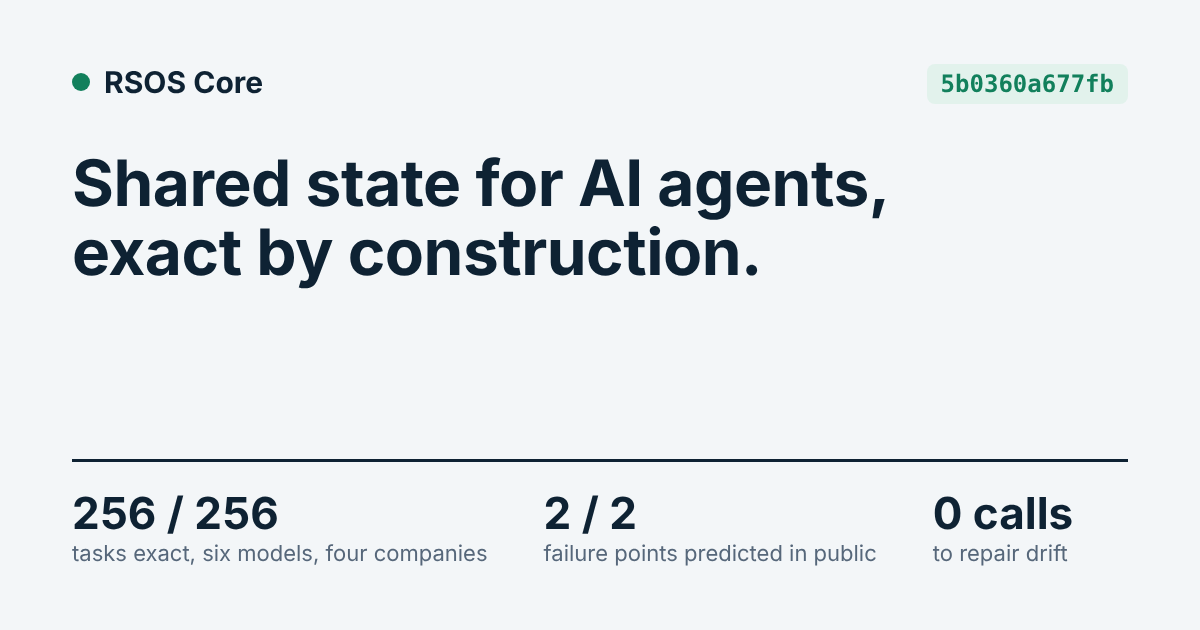 RSOS Core
5b0360a677fb
Shared state for AI agents,
exact by construction.
256 / 256
tasks exact, six models, four companies
2 / 2
failure points predicted in public
0 calls
to repair drift